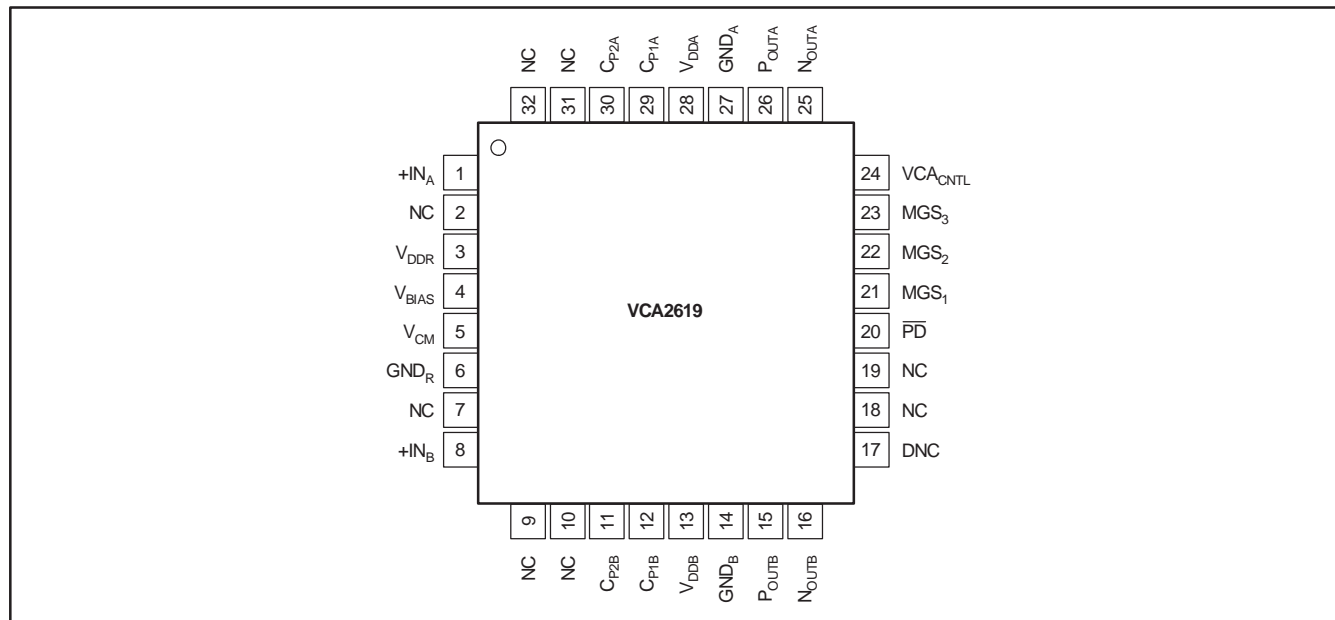 NC NC CP2A CP1A VDDA GNDA POUTA NOUTA
32 31 30 29 28 27 26 25
+INA 1 24 VCACNTL
NC 2 23 MGS3
VDDR 3 22 MGS2
VBIAS 4 21 MGS1
VCA2619
VCM 5 20 PD
GNDR 6 19 NC
NC 7 18 NC
+INB 8 17 DNC
9 10 11 12 13 14 15 16
NC NC CP2B CP1B VDDB GNDB POUTB NOUTB